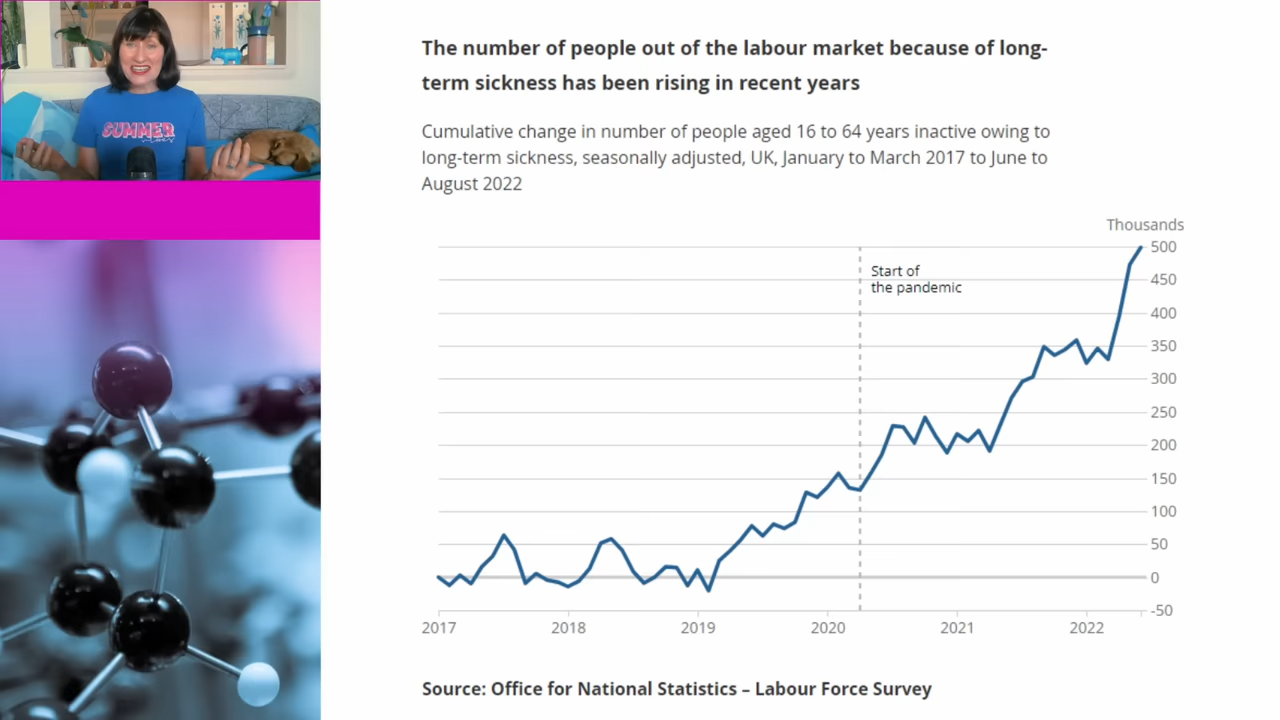 SUMMER
The number of people out of the labour market because of long-
term sickness has been rising in recent years
Cumulative change in number of people aged 16 to 64 years inactive owing to
long-term sickness, seasonally adjusted, UK, January to March 2017 to June to
August 2022
Thousands
Start of
the pandemic
500
450
400
350
300
250
200
150
100
50
0
-50
2017 2018 2019 2020 2021 2022
Source: Office for National Statistics – Labour Force Survey